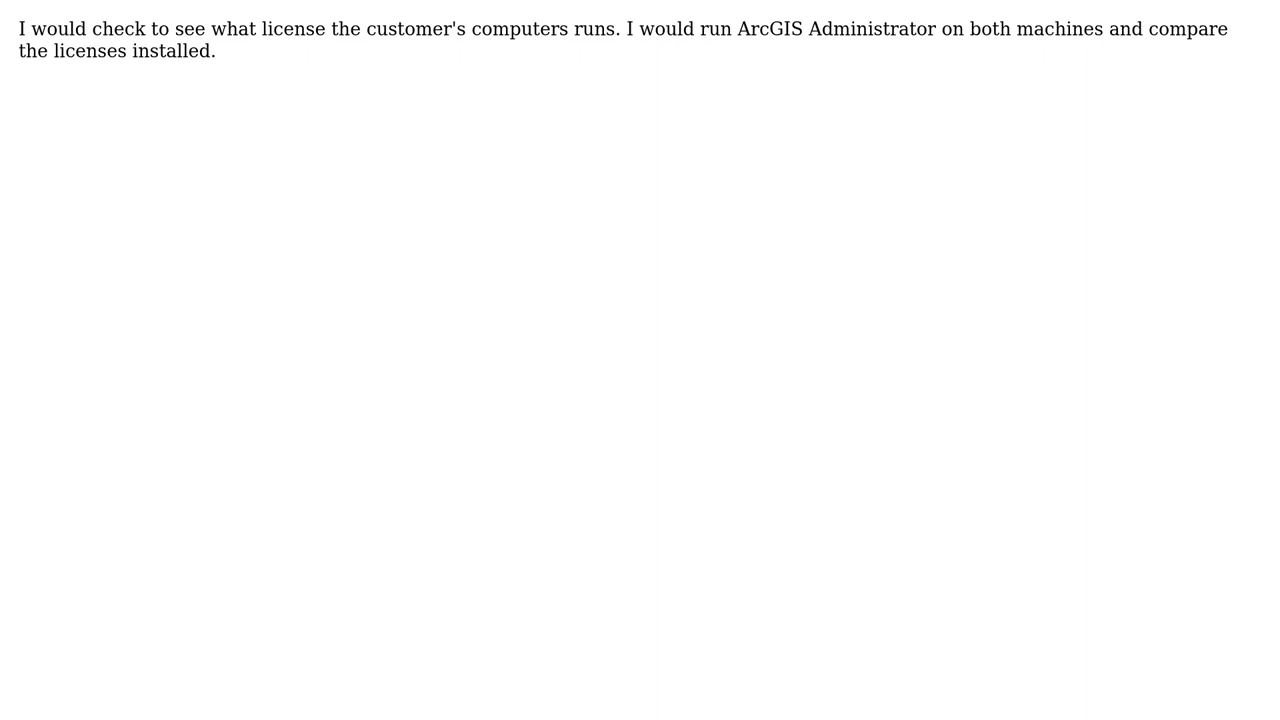 I would check to see what license the customer's computers runs. I would run ArcGIS Administrator on both machines and compare
the licenses installed.